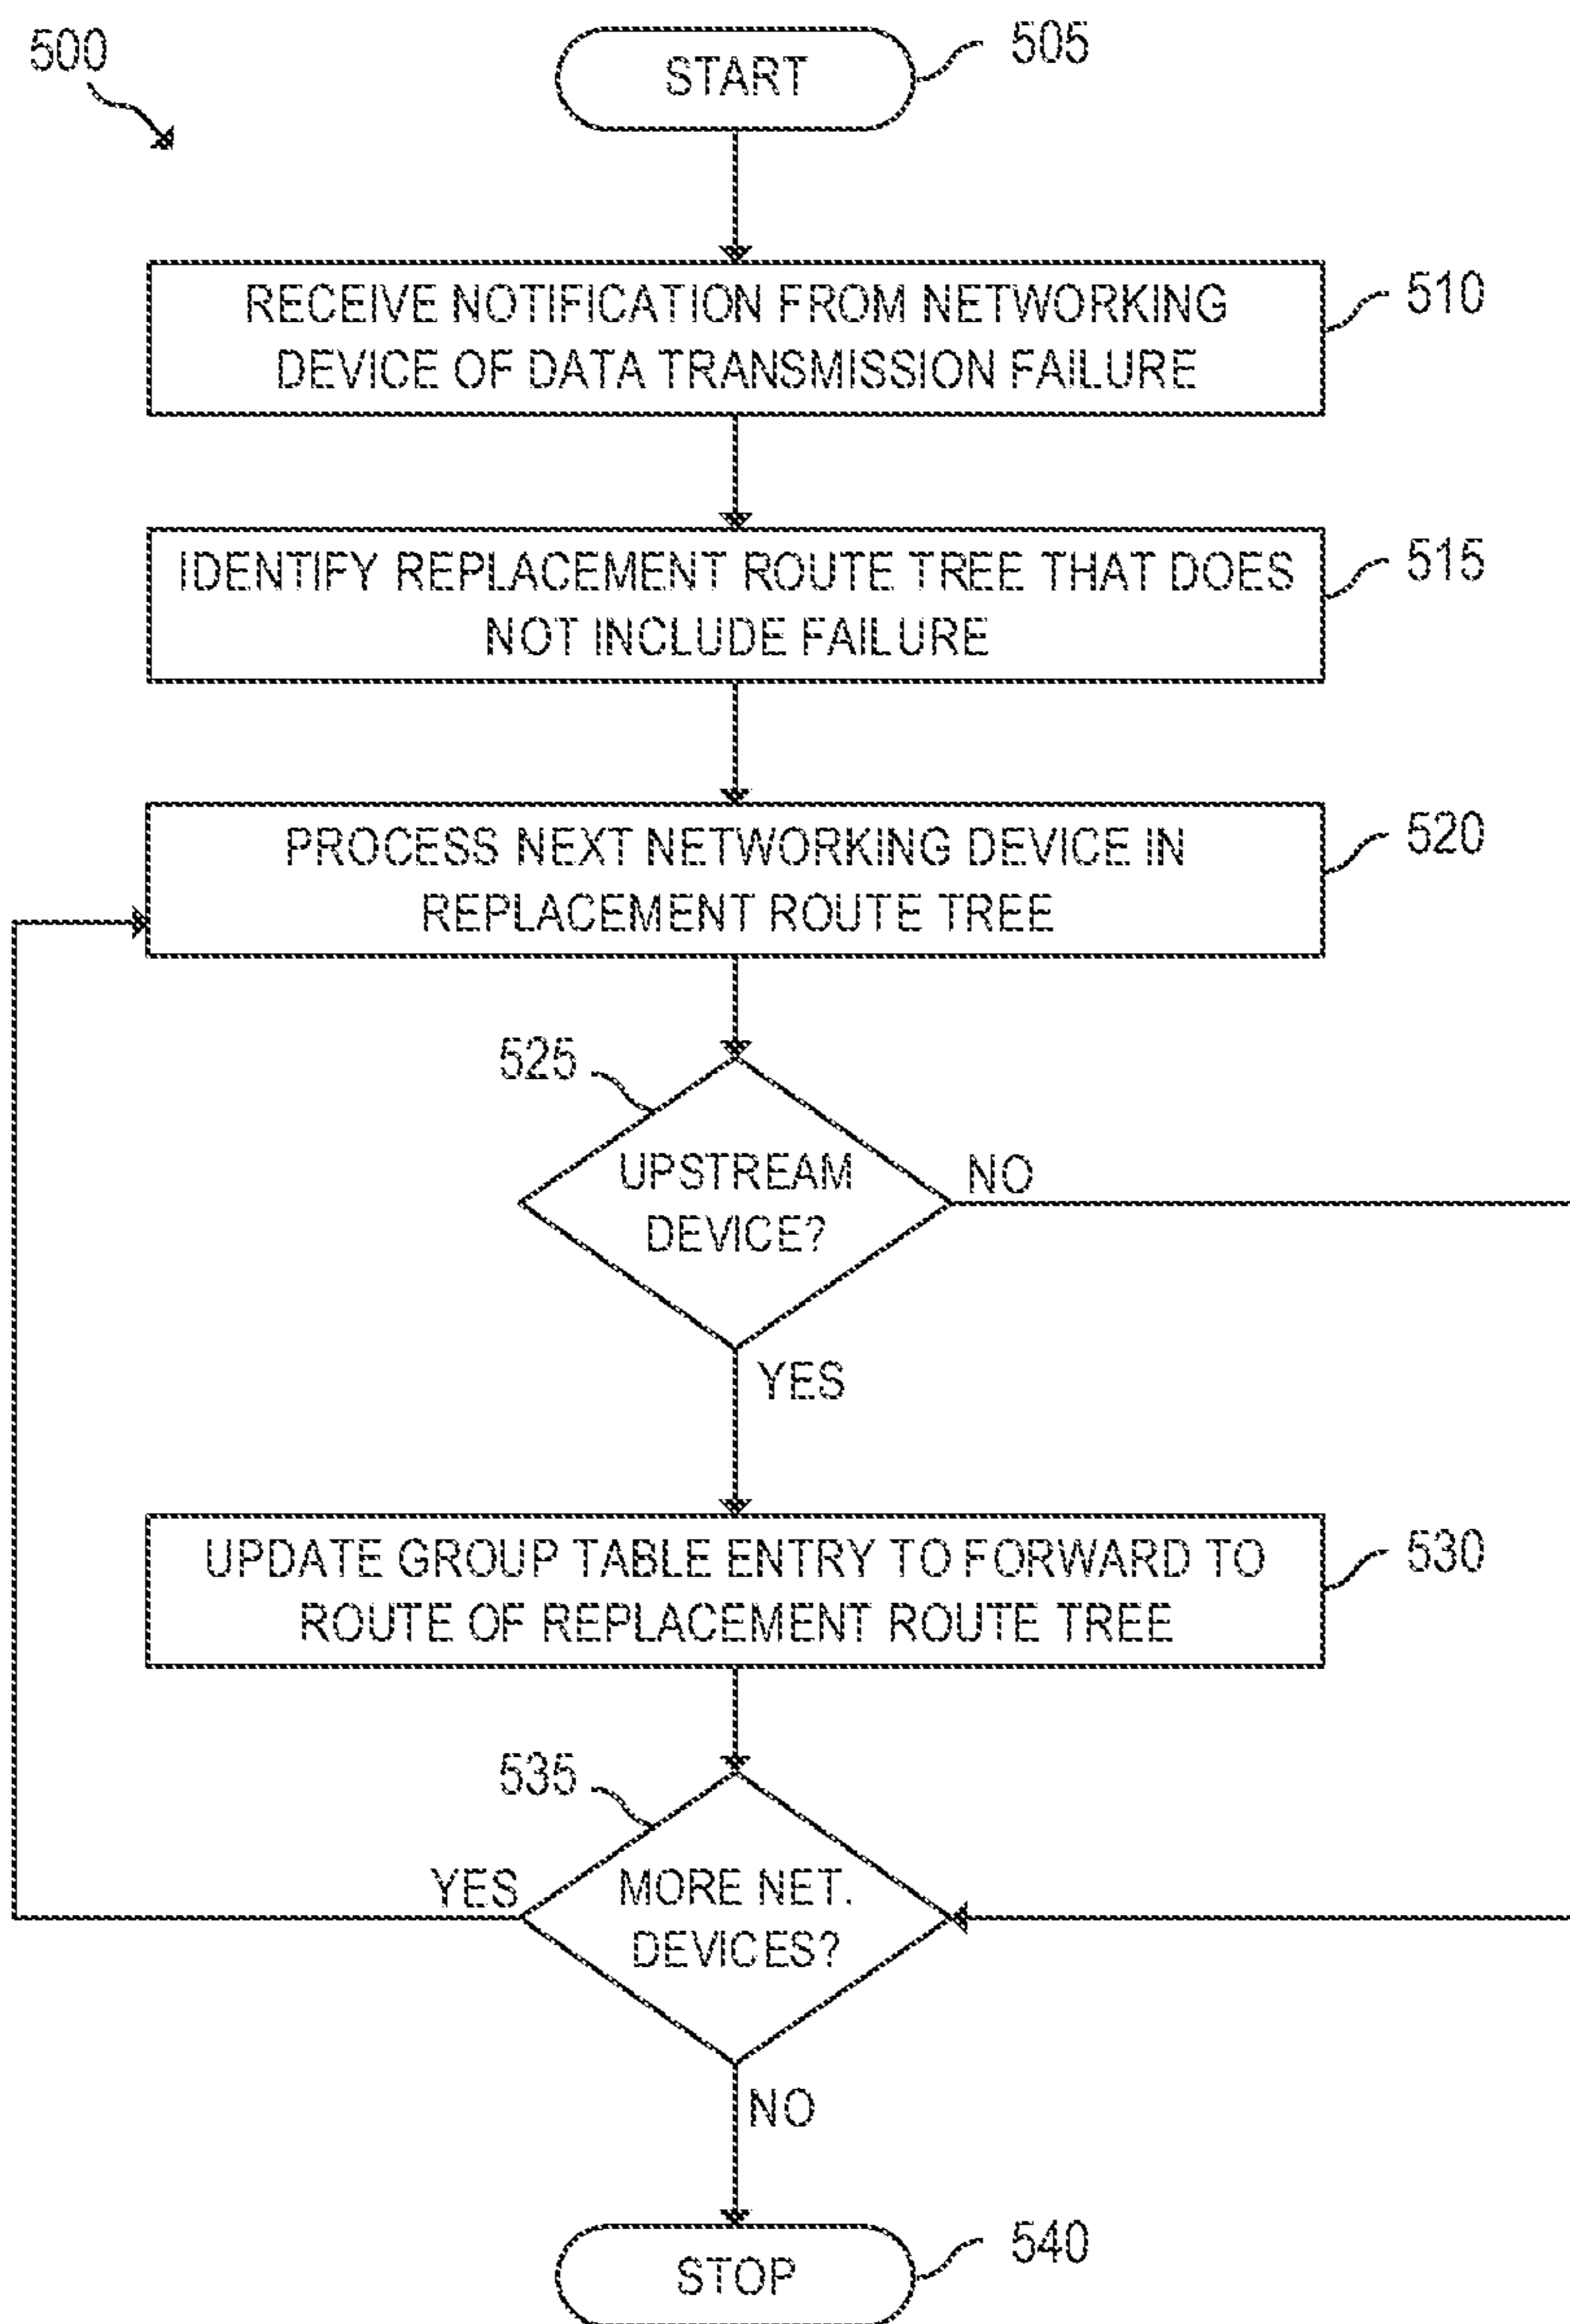 500
START
505
RECEIVE NOTIFICATION FROM NETWORKING
DEVICE OF DATA TRANSMISSION FAILURE
510
IDENTIFY REPLACEMENT ROUTE TREE THAT DOES
NOT INCLUDE FAILURE
515
PROCESS NEXT NETWORKING DEVICE IN
REPLACEMENT ROUTE TREE
520
525
UPSTREAM
DEVICE?
NO
YES
UPDATE GROUP TABLE ENTRY TO FORWARD TO
ROUTE OF REPLACEMENT ROUTE TREE
530
535
YES
MORE NET.
DEVICES?
NO
STOP
540